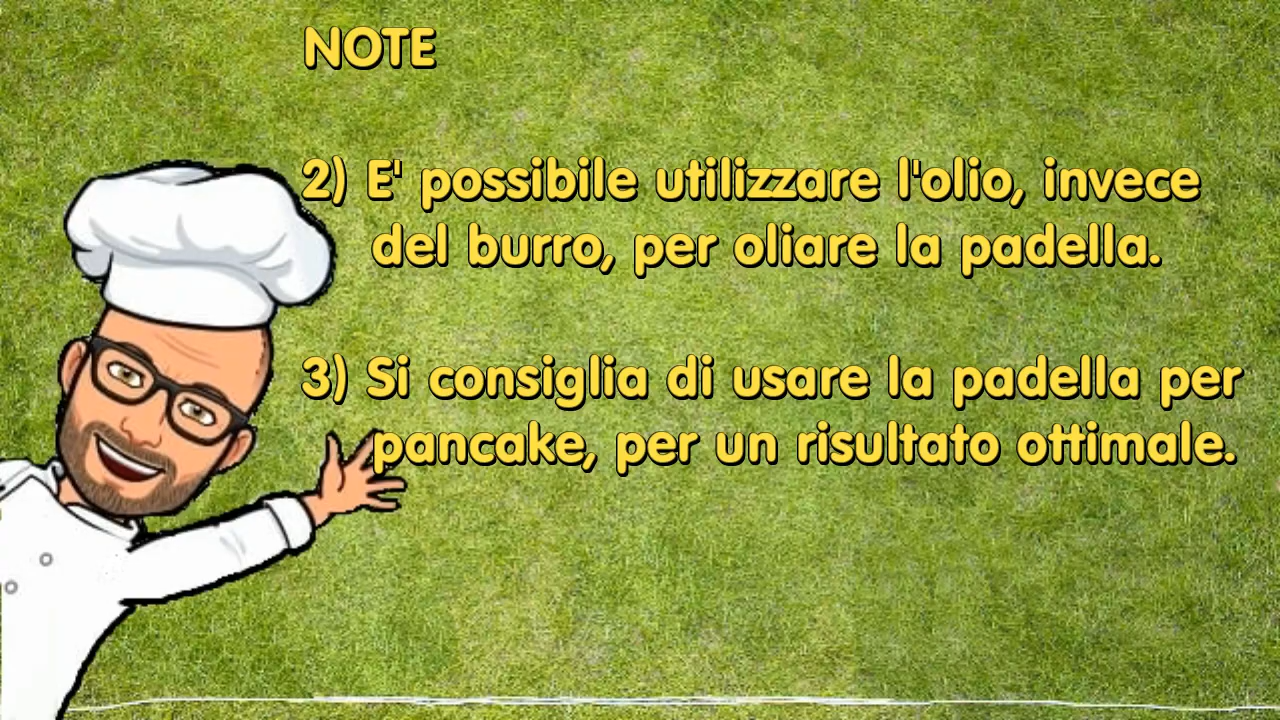 NOTE
2) E' possibile utilizzare l'olio, invece
del burro, per oliare la padella.
3) Si consiglia di usare la padella per
pancake, per un risultato ottimale.